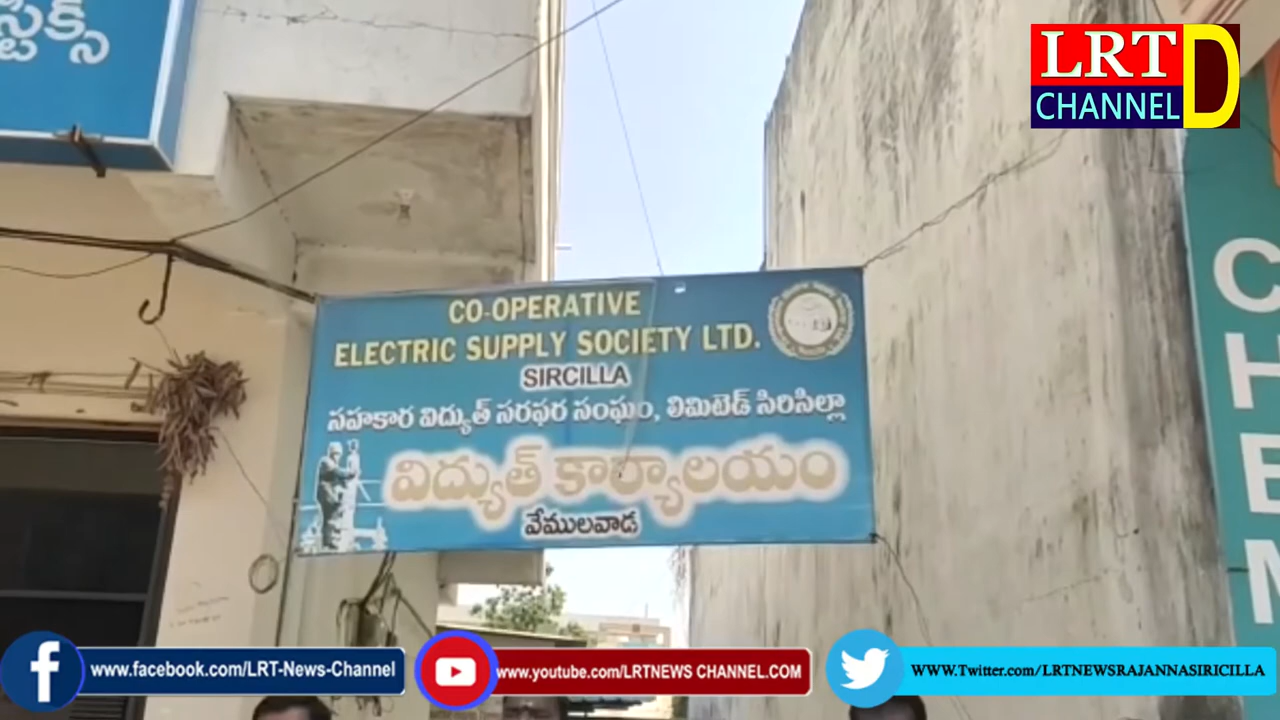 స్టిక్స్
LRT D
CHANNEL
CO-OPERATIVE
ELECTRIC SUPPLY SOCIETY LTD.
SIRCILLA
సహకార విద్యుత్ సరఫర సంఘం, లిమిటెడ్ సిరిసిల్లా
విద్యుత్ కార్యాలయం
వేములవాడ
CHEM
www.facebook.com/LRT-News-Channel
www.youtube.com/LRTNEWS CHANNEL.COM
WWW.Twitter.com/LRTNEWSRAJANNASIRICILLA